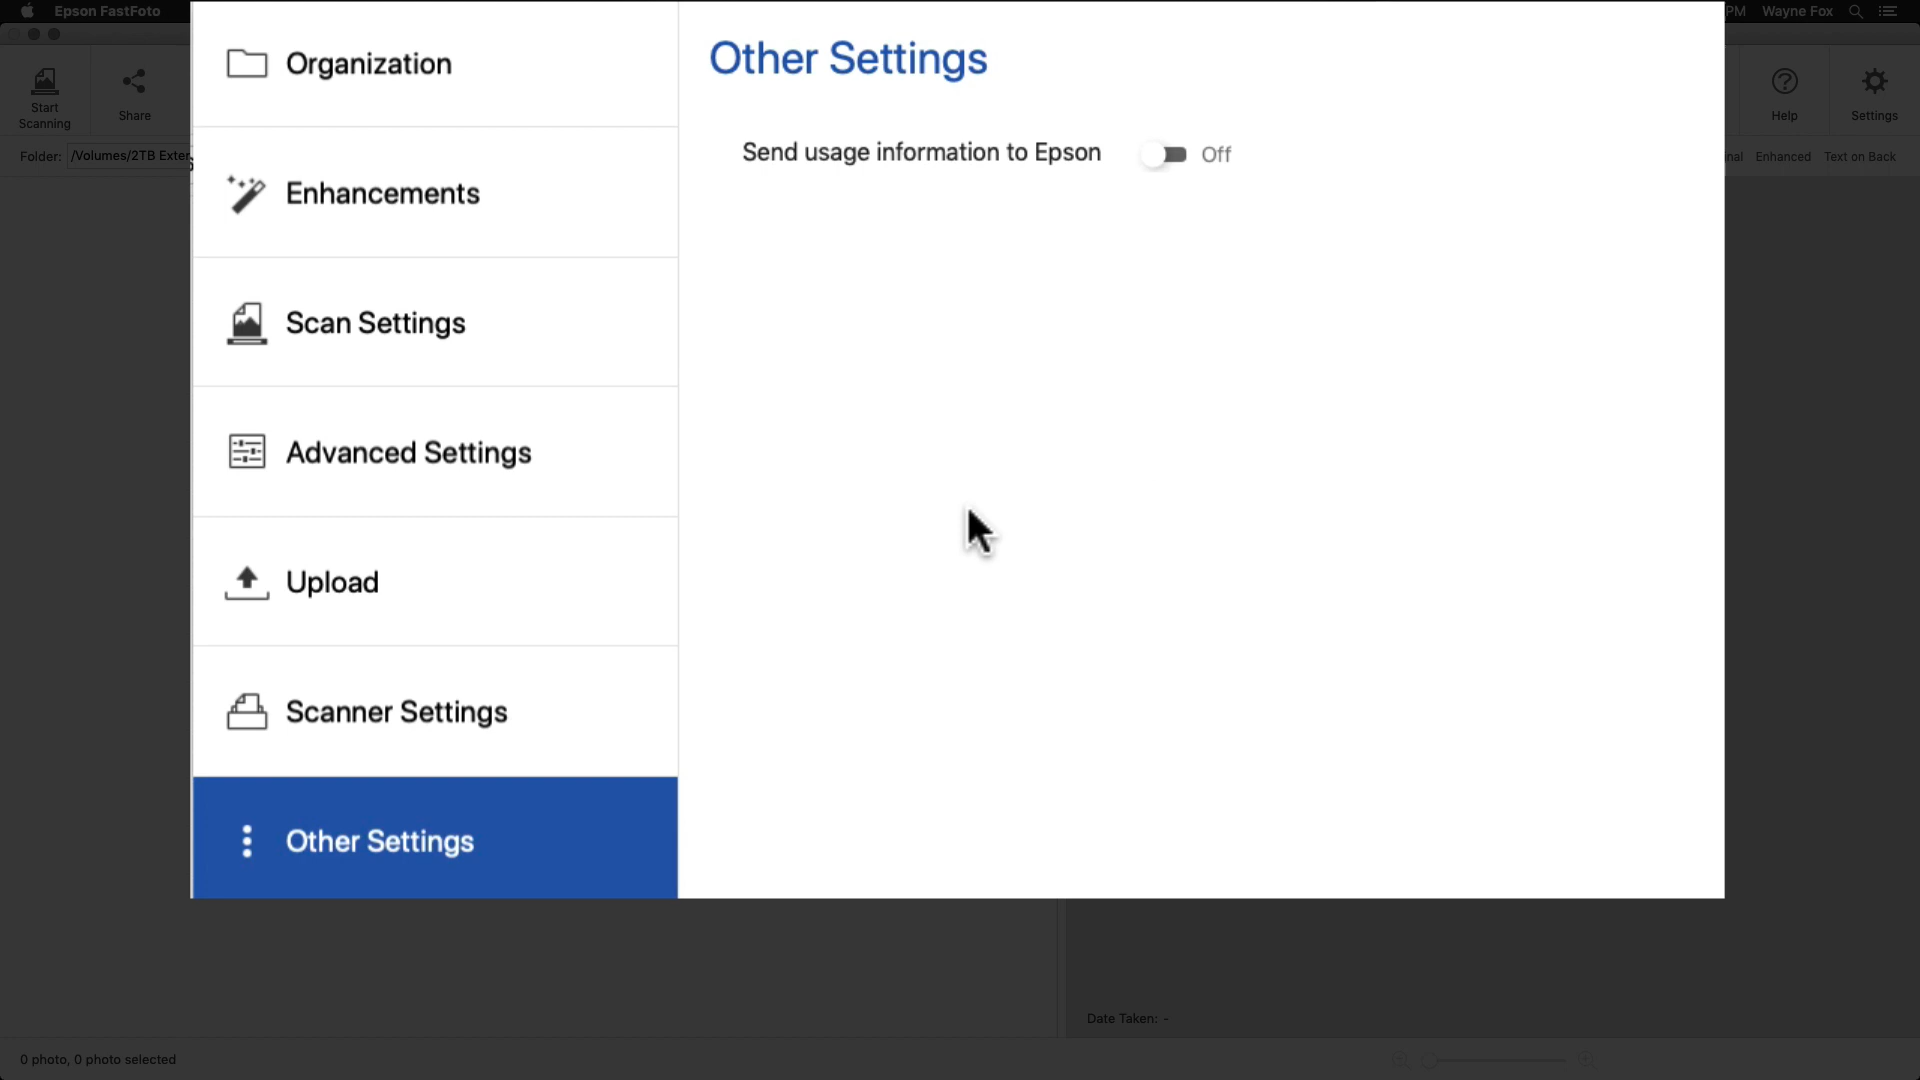 Epson FastFoto
PM Wayne Fox
Start
Scanning
Share
Help
Settings
Folder: /Volumes/2TB Exter
nal Enhanced Text on Back
Organization
Enhancements
Scan Settings
Advanced Settings
Upload
Scanner Settings
Other Settings
Other Settings
Send usage information to Epson Off
Date Taken: -
0 photo, 0 photo selected